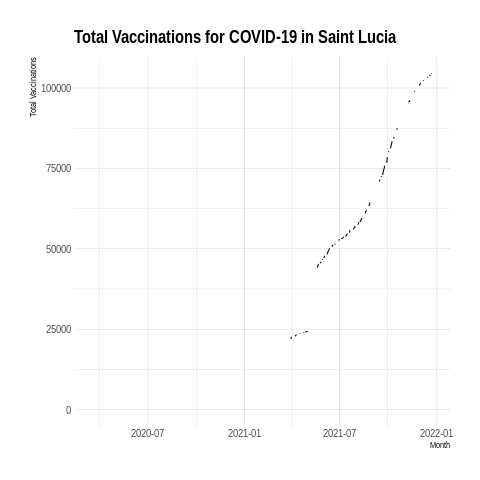 Total Vaccinations for COVID-19 in Saint Lucia
Total Vaccinations
100000
75000
50000
25000
0
2020-07 2021-01 2021-07 2022-01
Month